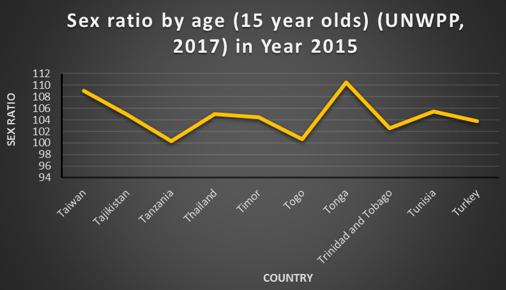 Sex ratio by age (15 year olds) (UNWPP,
2017) in Year 2015
112
110
108
106
104
102
100
98
96
94
SEX RATIO
Taiwan
Tajikistan
Tanzania
Thailand
Timor
Togo
Tonga
Trinidad and Tobago
Tunisia
Turkey
COUNTRY